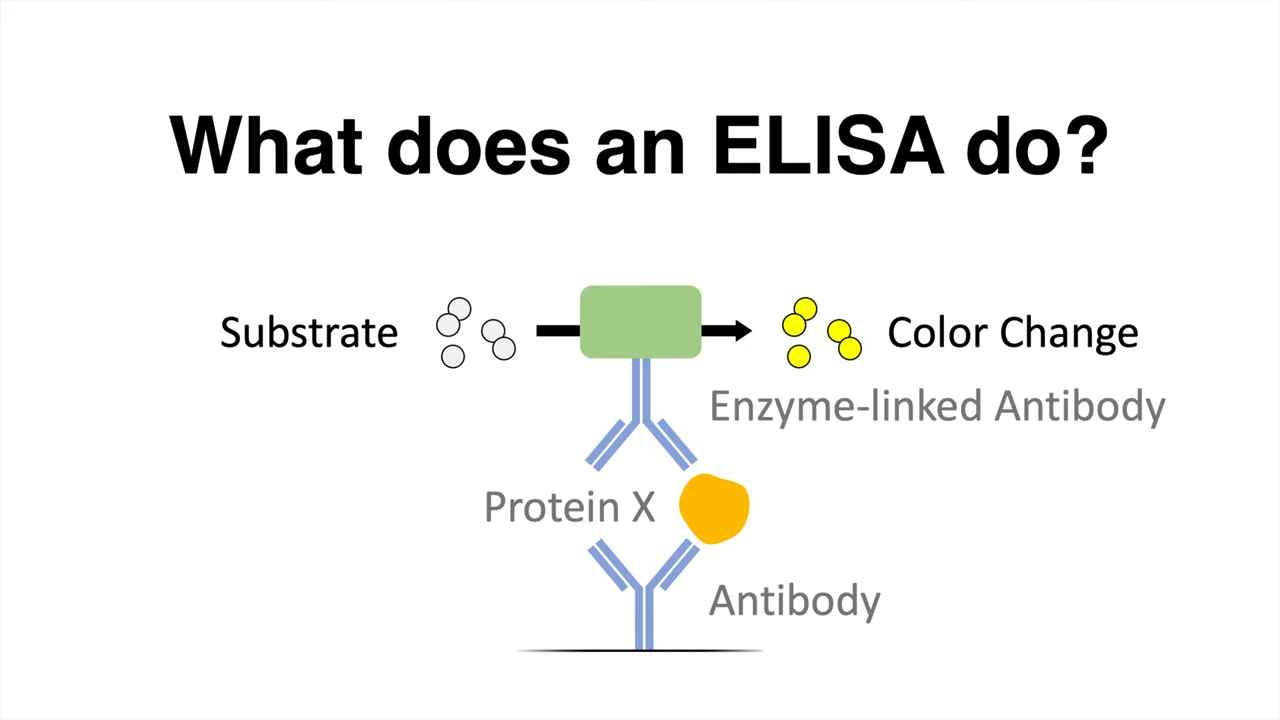 What does an ELISA do?
Substrate
Color Change
Enzyme-linked Antibody
Protein X
Antibody